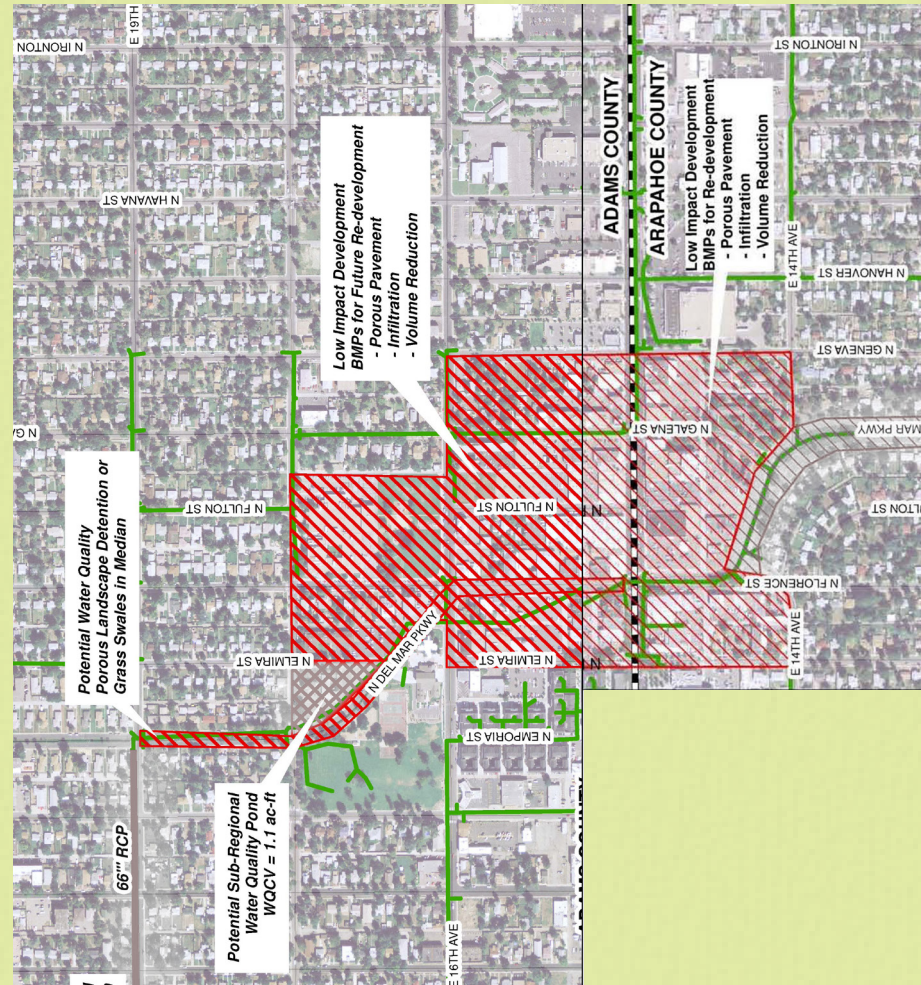 N IRONTON
E 19TH
N IRONTON ST
N HAVANA ST
ADAMS COUNTY
ARAPAHOE COUNTY
Low Impact Development
BMPs for Future Re-development
- Porous Pavement
- Infiltration
- Volume Reduction
Low Impact Development
BMPs for Re-development
- Porous Pavement
- Infiltration
- Volume Reduction
E 14TH AVE
N HANOVER ST
N GENEVA ST
N GA
N GALENA ST
MAR PKWY
Potential Water Quality
Porous Landscape Detention or
Grass Swales in Median
N FULTON ST
N FULTON ST
N
LTON ST
N FLORENCE ST
N DEL MAR PKWY
N ELMIRA ST
N ELMIRA ST
N
E 14TH AVE
N EMPORIA ST
Potential Sub-Regional
Water Quality Pond
WQCV = 1.1 ac-ft
66"' RCP
E 16TH AVE